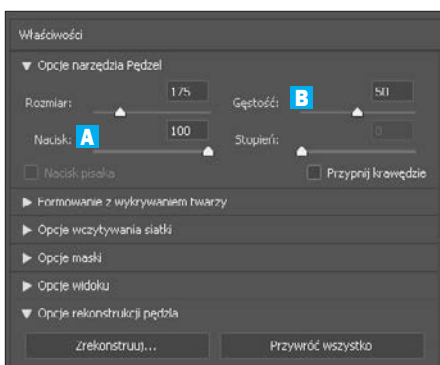 Właściwości
Opcje narzędzia Pędzel
Rozmiar: 175 Gęstość: B 50
Nacisk: A 100 Stopień: 0
Nacisk pisaka Przypnij krawędzie
Formowanie z wykrywaniem twarzy
Opcje wczytywania siatki
Opcje maski
Opcje widoku
Opcje rekonstrukcji pędzla
Zrekonstruuj... Przywróć wszystko